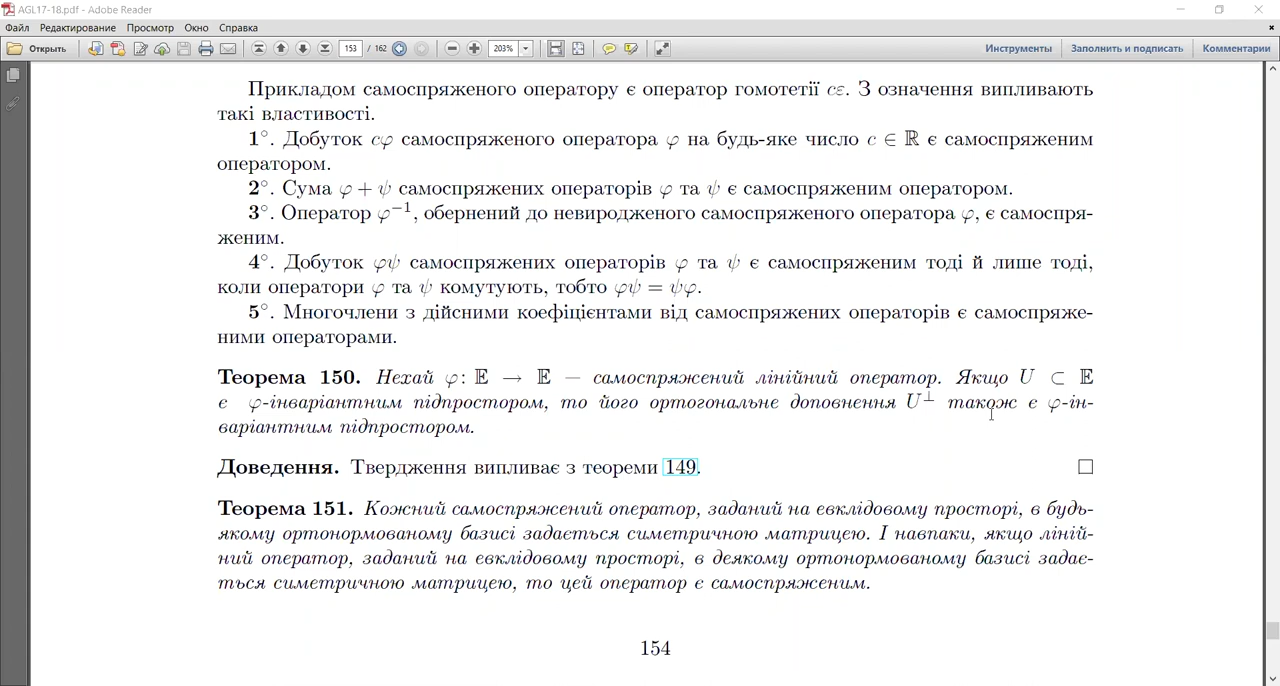 AGL17-18.pdf - Adobe Reader
Файл Редактирование Просмотр Окно Справка
Открыть 153 / 162 203% Инструменты Заполнить и подписать Комментарии
Прикладом самоспряженого оператору є оператор гомотетії cε. З означення випливають
такі властивості.
1°. Добуток cφ самоспряженого оператора φ на будь-яке число c ∈ ℝ є самоспряженим
оператором.
2°. Сума φ + ψ самоспряжених операторів φ та ψ є самоспряженим оператором.
3°. Оператор φ⁻¹, обернений до невиродженого самоспряженого оператора φ, є самоспря-
женим.
4°. Добуток φψ самоспряжених операторів φ та ψ є самоспряженим тоді й лише тоді,
коли оператори φ та ψ комутують, тобто φψ = ψφ.
5°. Многочлени з дійсними коефіцієнтами від самоспряжених операторів є самоспряже-
ними операторами.
Теорема 150. Нехай φ: 𝔼 → 𝔼 — самоспряжений лінійний оператор. Якщо U ⊂ 𝔼
є φ-інваріантним підпростором, то його ортогональне доповнення U⊥ також є φ-ін-
варіантним підпростором.
Доведення. Твердження випливає з теореми 149. □
Теорема 151. Кожний самоспряжений оператор, заданий на евклідовому просторі, в будь-
якому ортонормованому базисі задається симетричною матрицею. І навпаки, якщо ліній-
ний оператор, заданий на евклідовому просторі, в деякому ортонормованому базисі задає-
ться симетричною матрицею, то цей оператор є самоспряженим.
154